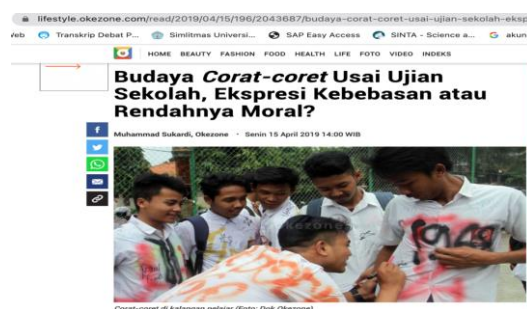 lifestyle.okezone.com/read/2019/04/15/196/2043687/budaya-corat-coret-usai-ujian-sekolah-eksp
Web Transkrip Debat P... Simlitmas Universi... SAP Easy Access SINTA - Science a... akun
HOME BEAUTY FASHION FOOD HEALTH LIFE FOTO VIDEO INDEKS
Budaya Corat-coret Usai Ujian
Sekolah, Ekspresi Kebebasan atau
Rendahnya Moral?
Muhammad Sukardi, Okezone · Senin 15 April 2019 14:00 WIB
okezone
Corat-coret di kalangan pelajar (Foto: Dok Okezone)